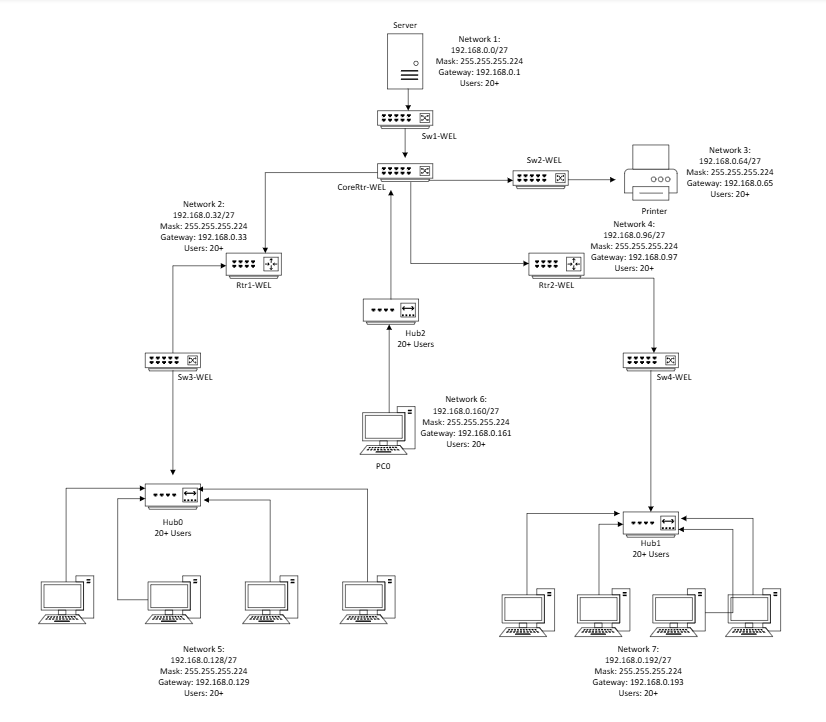 Server
Network 1:
192.168.0.0/27
Mask: 255.255.255.224
Gateway: 192.168.0.1
Users: 20+
Sw1-WEL
CoreRtr-WEL
Sw2-WEL
Network 3:
192.168.0.64/27
Mask: 255.255.255.224
Gateway: 192.168.0.65
Users: 20+
Printer
Network 2:
192.168.0.32/27
Mask: 255.255.255.224
Gateway: 192.168.0.33
Users: 20+
Rtr1-WEL
Network 4:
192.168.0.96/27
Mask: 255.255.255.224
Gateway: 192.168.0.97
Users: 20+
Rtr2-WEL
Hub2
20+ Users
Sw3-WEL
Sw4-WEL
Network 6:
192.168.0.160/27
Mask: 255.255.255.224
Gateway: 192.168.0.161
Users: 20+
PC0
Hub0
20+ Users
Hub1
20+ Users
Network 5:
192.168.0.128/27
Mask: 255.255.255.224
Gateway: 192.168.0.129
Users: 20+
Network 7:
192.168.0.192/27
Mask: 255.255.255.224
Gateway: 192.168.0.193
Users: 20+